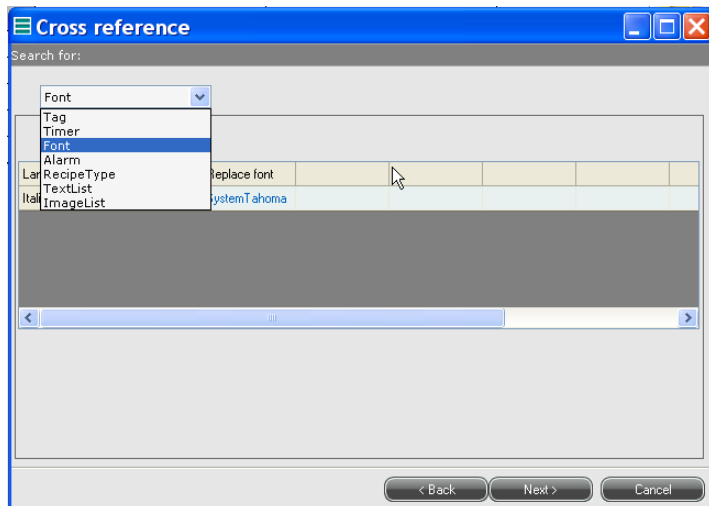 Cross reference
Search for:
Font
Tag
Timer
Font
Alarm
RecipeType
TextList
ImageList
Replace font
SystemTahoma
< Back Next > Cancel